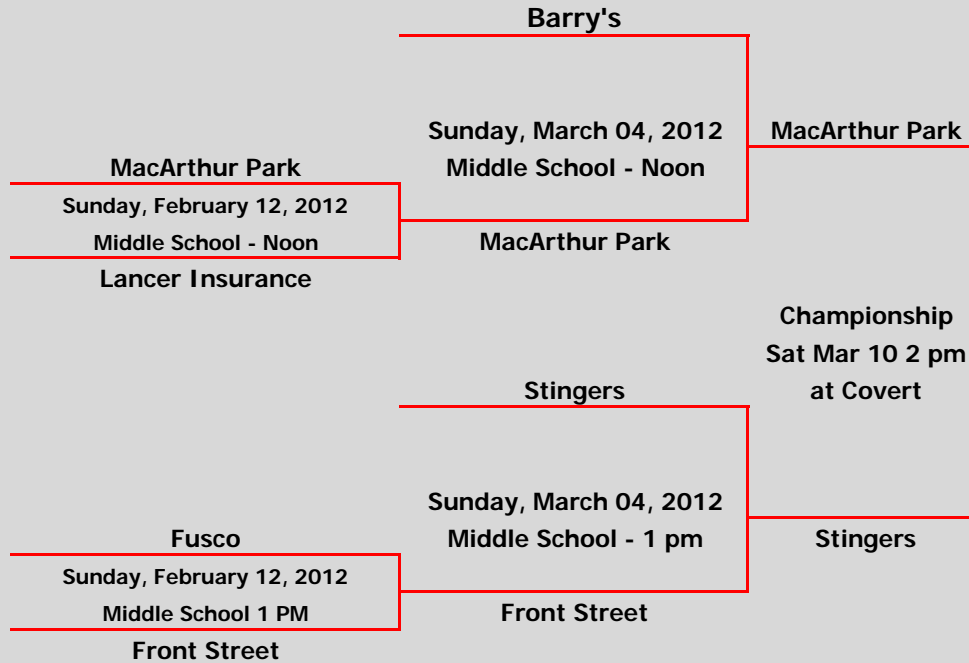 Barry's
Sunday, March 04, 2012
Middle School - Noon
MacArthur Park
MacArthur Park
Sunday, February 12, 2012
Middle School - Noon
Lancer Insurance
MacArthur Park
Championship
Sat Mar 10 2 pm
at Covert
Stingers
Sunday, March 04, 2012
Middle School - 1 pm
Stingers
Fusco
Sunday, February 12, 2012
Middle School 1 PM
Front Street
Front Street